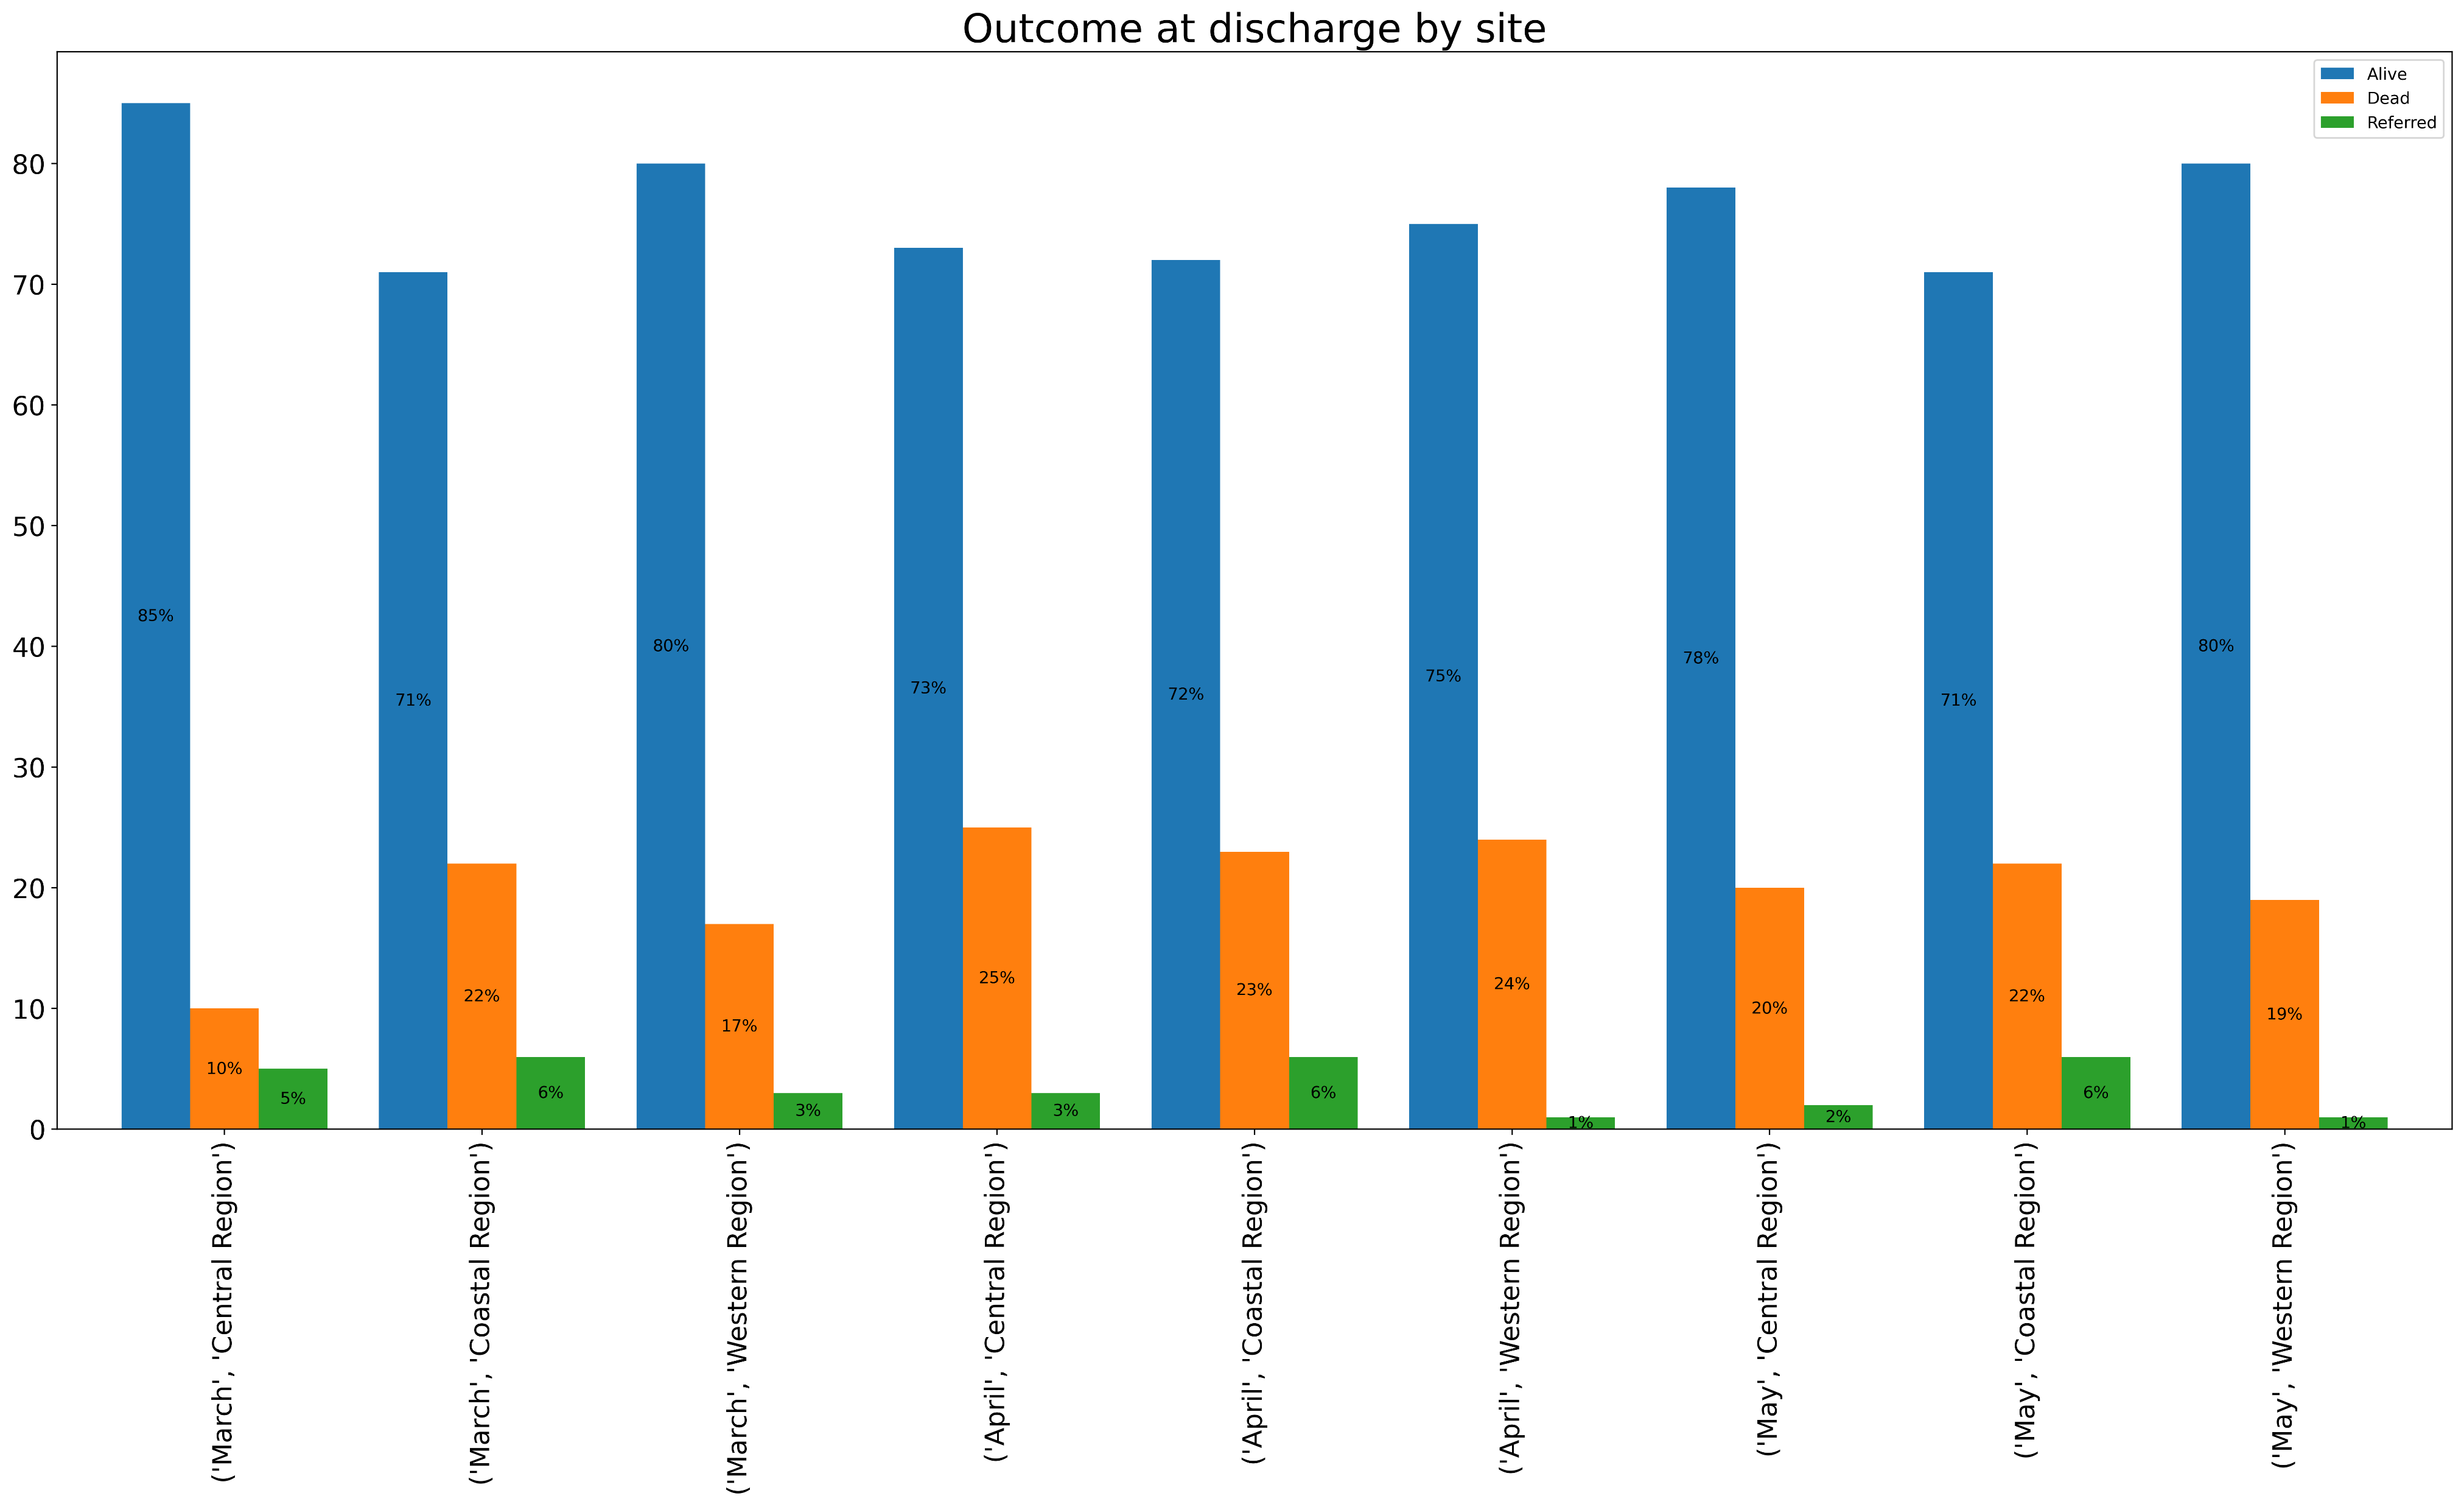 Outcome at discharge by site
Alive
Dead
Referred
80
70
60
50
40
30
20
10
0
85%
10%
5%
71%
22%
6%
80%
17%
3%
73%
25%
3%
72%
23%
6%
75%
24%
1%
78%
20%
2%
71%
22%
6%
80%
19%
1%
('March', 'Central Region')
('March', 'Coastal Region')
('March', 'Western Region')
('April', 'Central Region')
('April', 'Coastal Region')
('April', 'Western Region')
('May', 'Central Region')
('May', 'Coastal Region')
('May', 'Western Region')